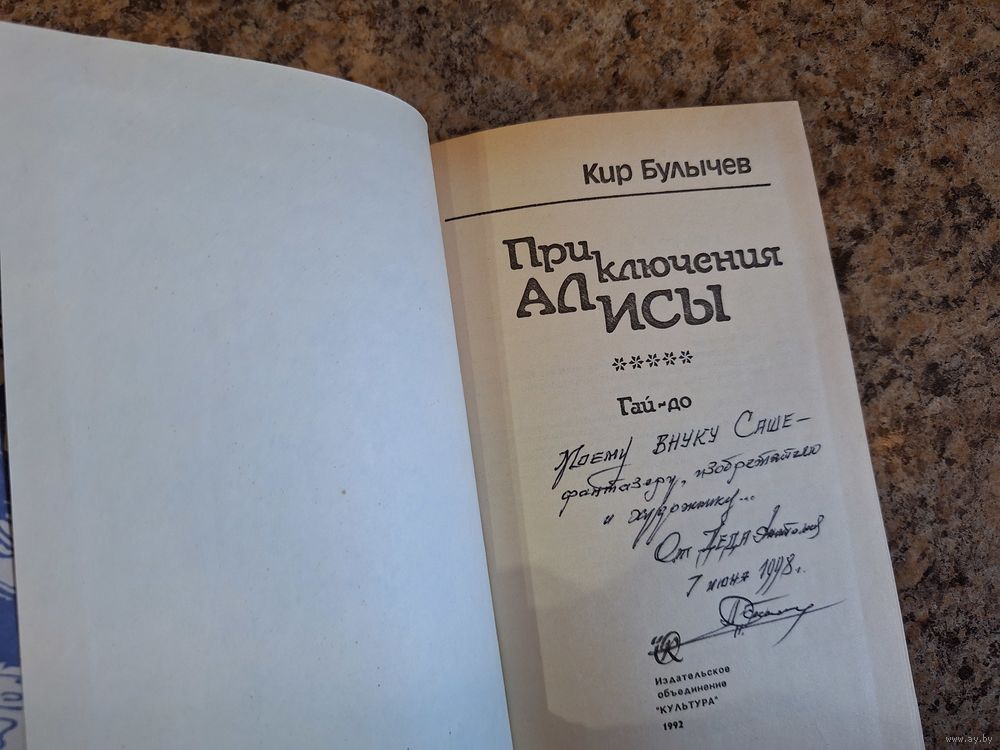 Кир Булычев
Приключения
АЛИСЫ
Гай-до
Моему ВНУКУ САШЕ –
фантазеру, изобретателю
и художнику...
От ДЕДА Анатолия
7 июня 1998 г.
Издательское
объединение
"КУЛЬТУРА"
1992
www.ay.by